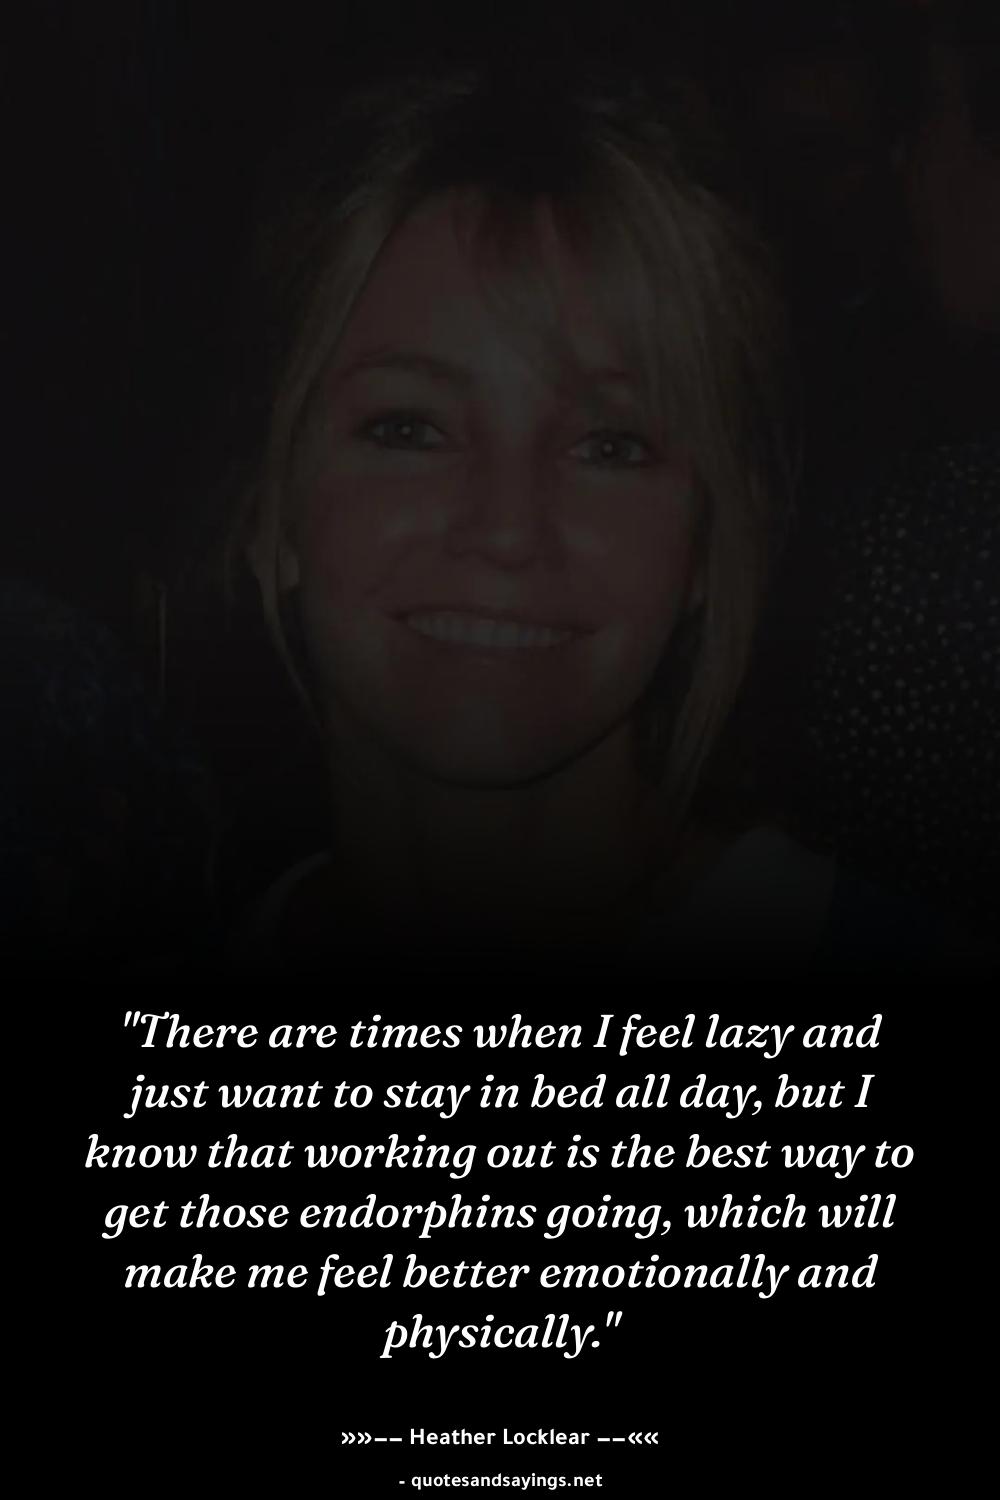 "There are times when I feel lazy and
just want to stay in bed all day, but I
know that working out is the best way to
get those endorphins going, which will
make me feel better emotionally and
physically."
»»−− Heather Locklear −−««
- quotesandsayings.net